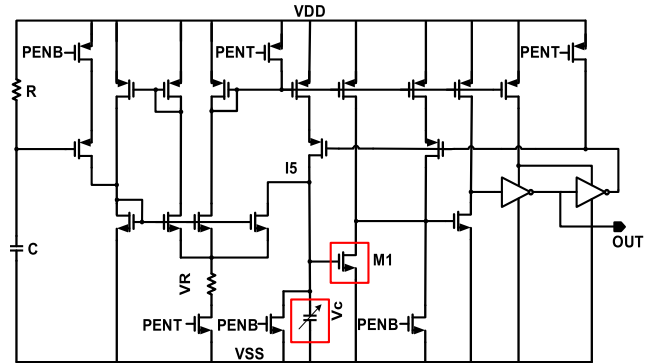 VDD
PENB
PENT
PENT
R
I5
M1
C
VR
Vc
OUT
PENT
PENB
PENB
VSS